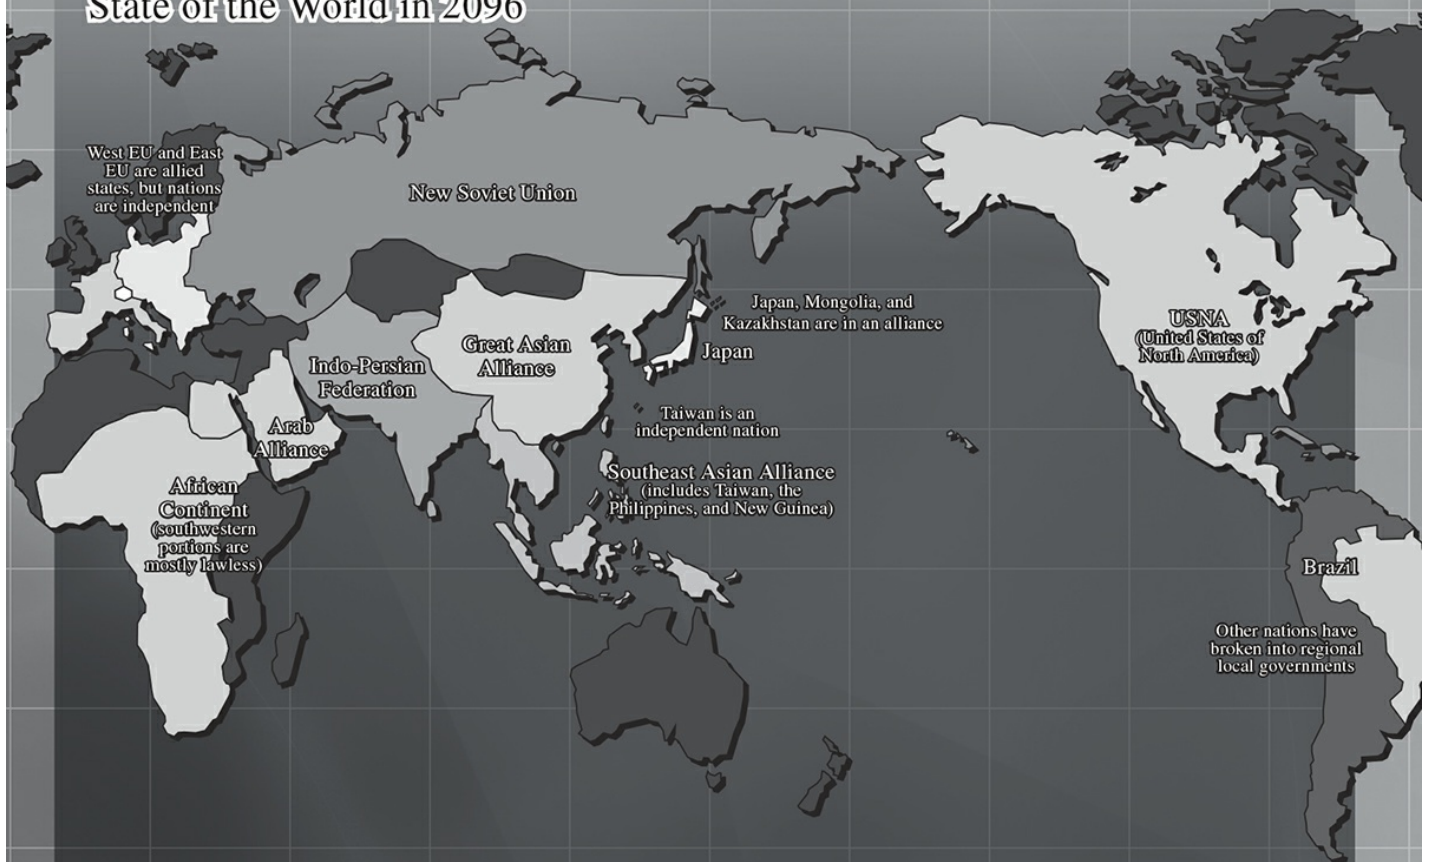 State of the World in 2096
West EU and East
EU are allied
states, but nations
are independent
New Soviet Union
Japan, Mongolia, and
Kazakhstan are in an alliance
Japan
USNA
(United States of
North America)
Great Asian
Alliance
Indo-Persian
Federation
Arab
Alliance
Taiwan is an
independent nation
Southeast Asian Alliance
(includes Taiwan, the
Philippines, and New Guinea)
African
Continent
(southwestern
portions are
mostly lawless)
Brazil
Other nations have
broken into regional
local governments